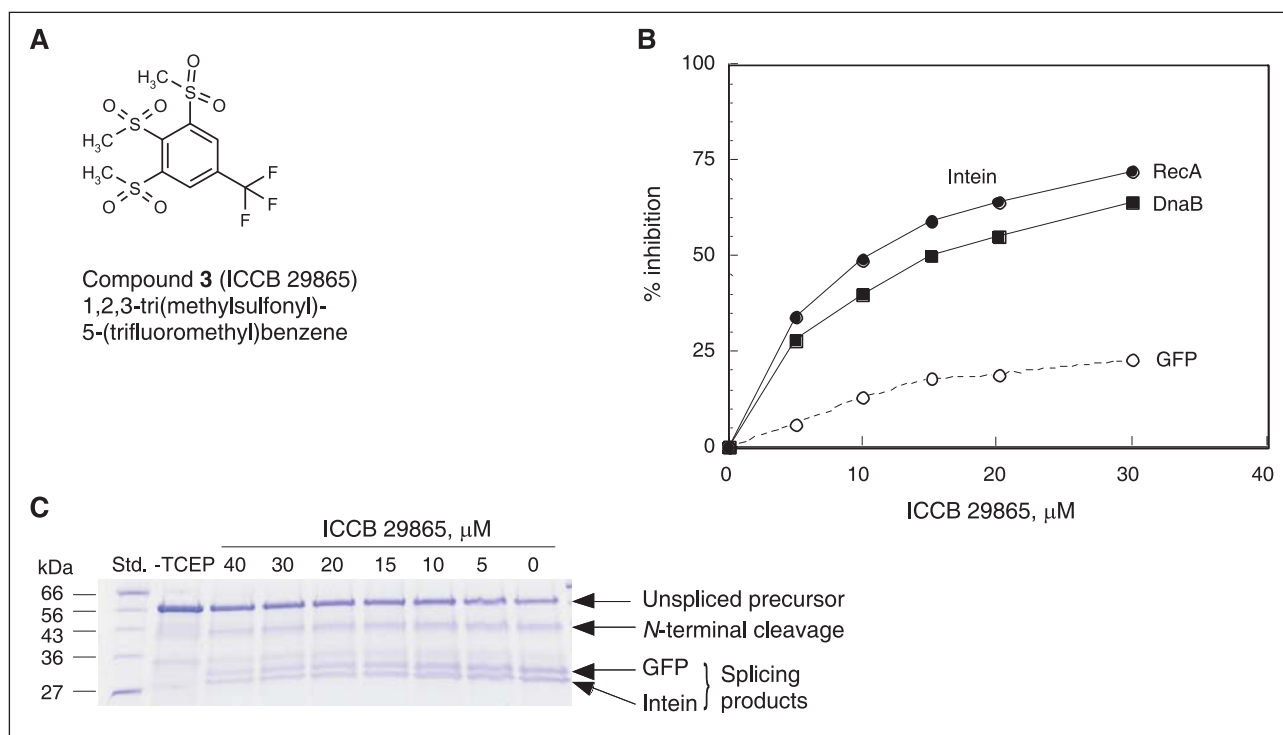 A
H₃C
O
S
O
O
S
O
H₃C
H₃C
S
O
O
F
F
F
Compound 3 (ICCB 29865)
1,2,3-tri(methylsulfonyl)-
5-(trifluoromethyl)benzene
B
100
75
50
25
0
% inhibition
Intein
RecA
DnaB
GFP
0 10 20 30 40
ICCB 29865, μM
C
ICCB 29865, μM
kDa Std. -TCEP 40 30 20 15 10 5 0
66
56
43
36
27
Unspliced precursor
N-terminal cleavage
GFP
Intein
Splicing
products